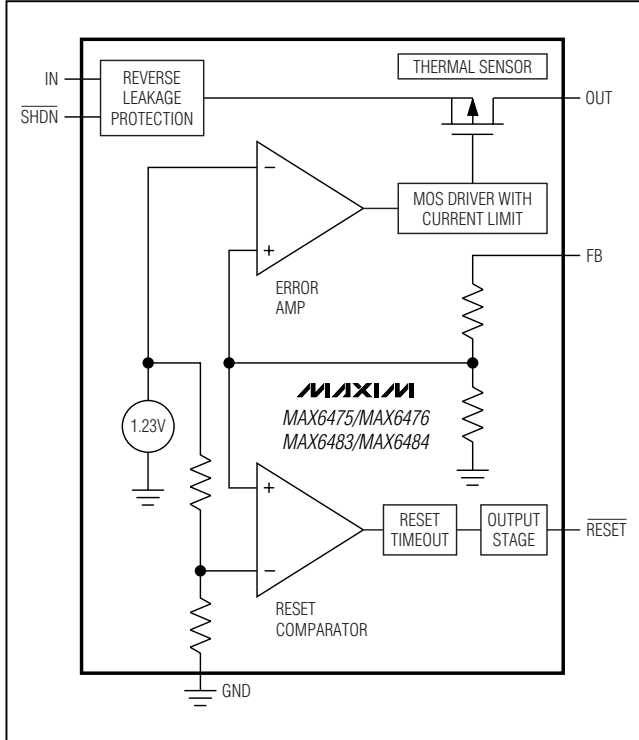 IN
SHDN
REVERSE
LEAKAGE
PROTECTION
THERMAL SENSOR
OUT
−
+
ERROR
AMP
MOS DRIVER WITH
CURRENT LIMIT
FB
1.23V
MAXIM
MAX6475/MAX6476
MAX6483/MAX6484
+
−
RESET
COMPARATOR
RESET
TIMEOUT
OUTPUT
STAGE
RESET
GND